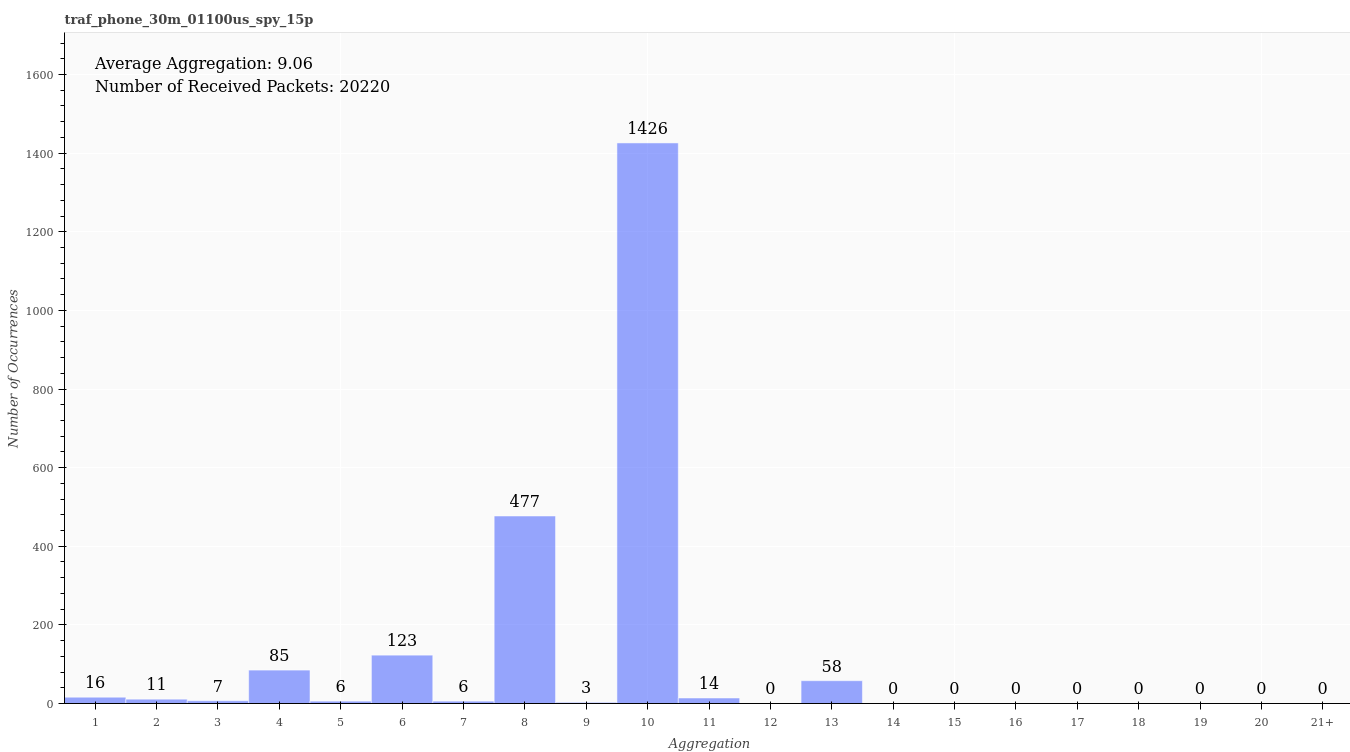 traf_phone_30m_01100us_spy_15p
Average Aggregation: 9.06
Number of Received Packets: 20220
Number of Occurrences
1600
1400
1200
1000
800
600
400
200
0
16 11 7 85 6 123 6 477 3 1426 14 0 58 0 0 0 0 0 0 0 0
1 2 3 4 5 6 7 8 9 10 11 12 13 14 15 16 17 18 19 20 21+
Aggregation